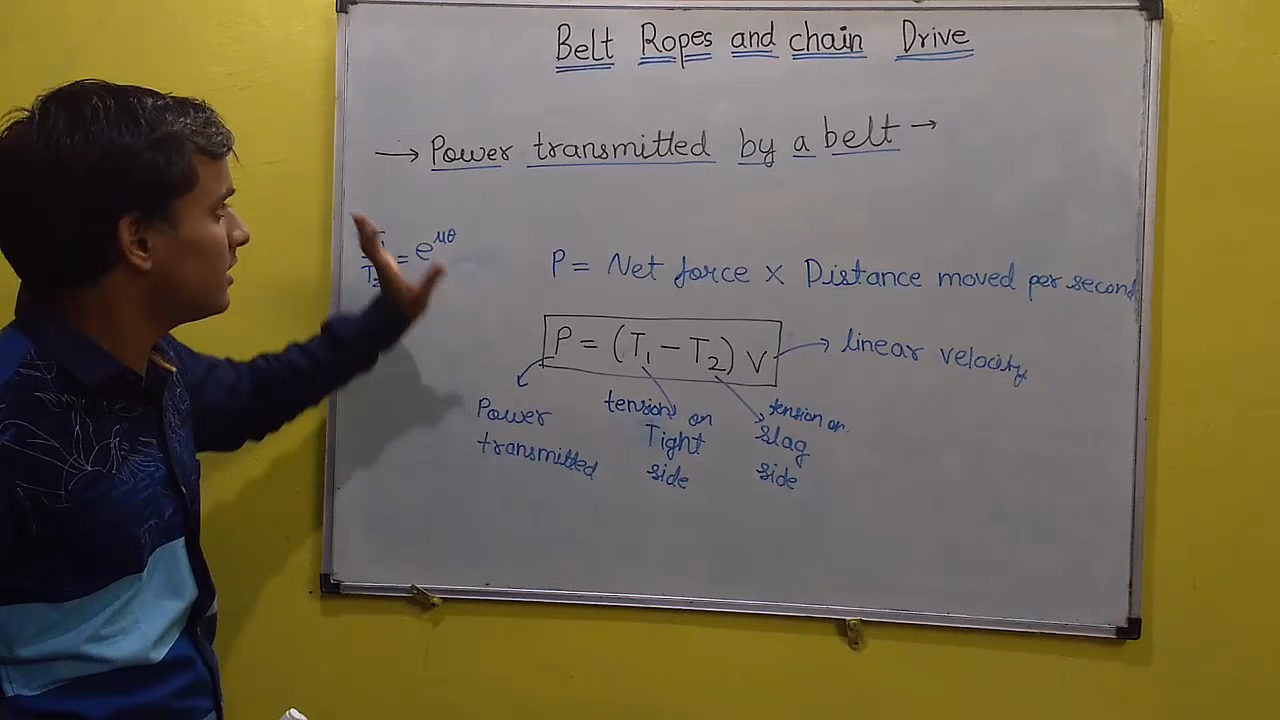 Belt Ropes and chain Drive
→ Power transmitted by a belt →
= e^μθ
T2
P = Net force × Distance moved per second
P = (T1 - T2) v
→ linear velocity
Power
transmitted
tension on
Tight
side
tension on
slag
side